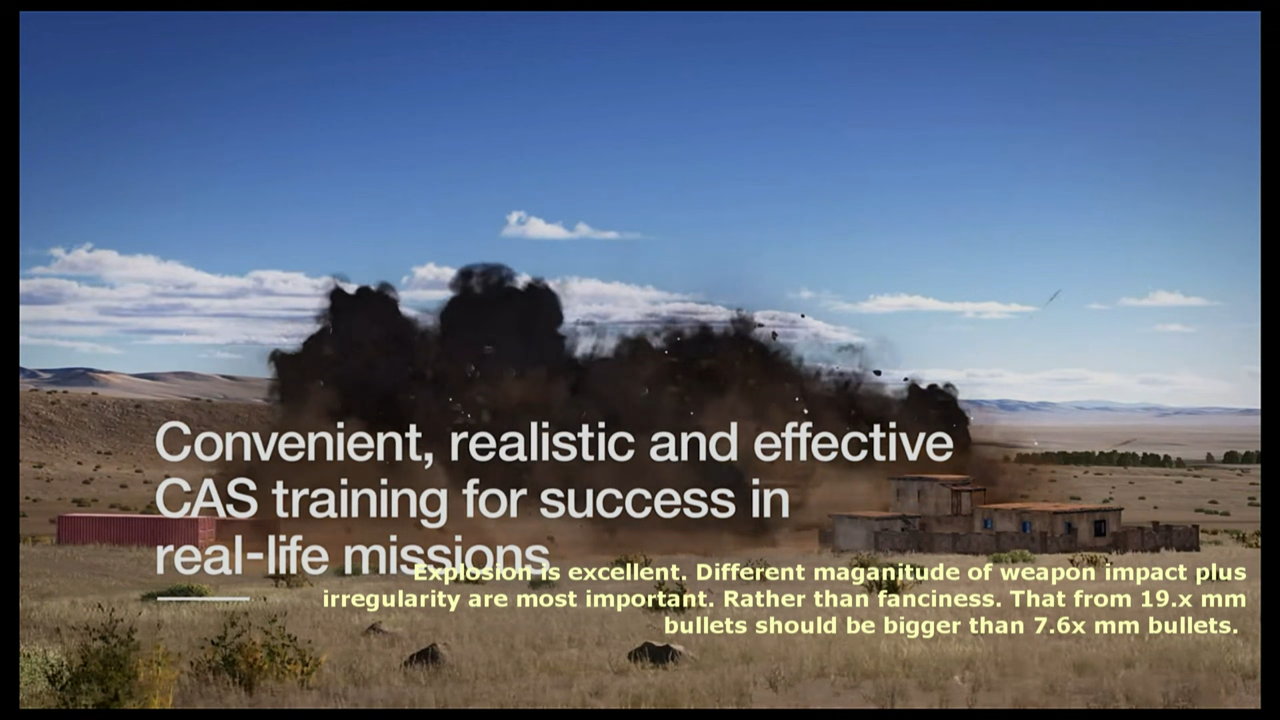 Convenient, realistic and effective
CAS training for success in
real-life missions
Explosion is excellent. Different maganitude of weapon impact plus
irregularity are most important. Rather than fanciness. That from 19.x mm
bullets should be bigger than 7.6x mm bullets.